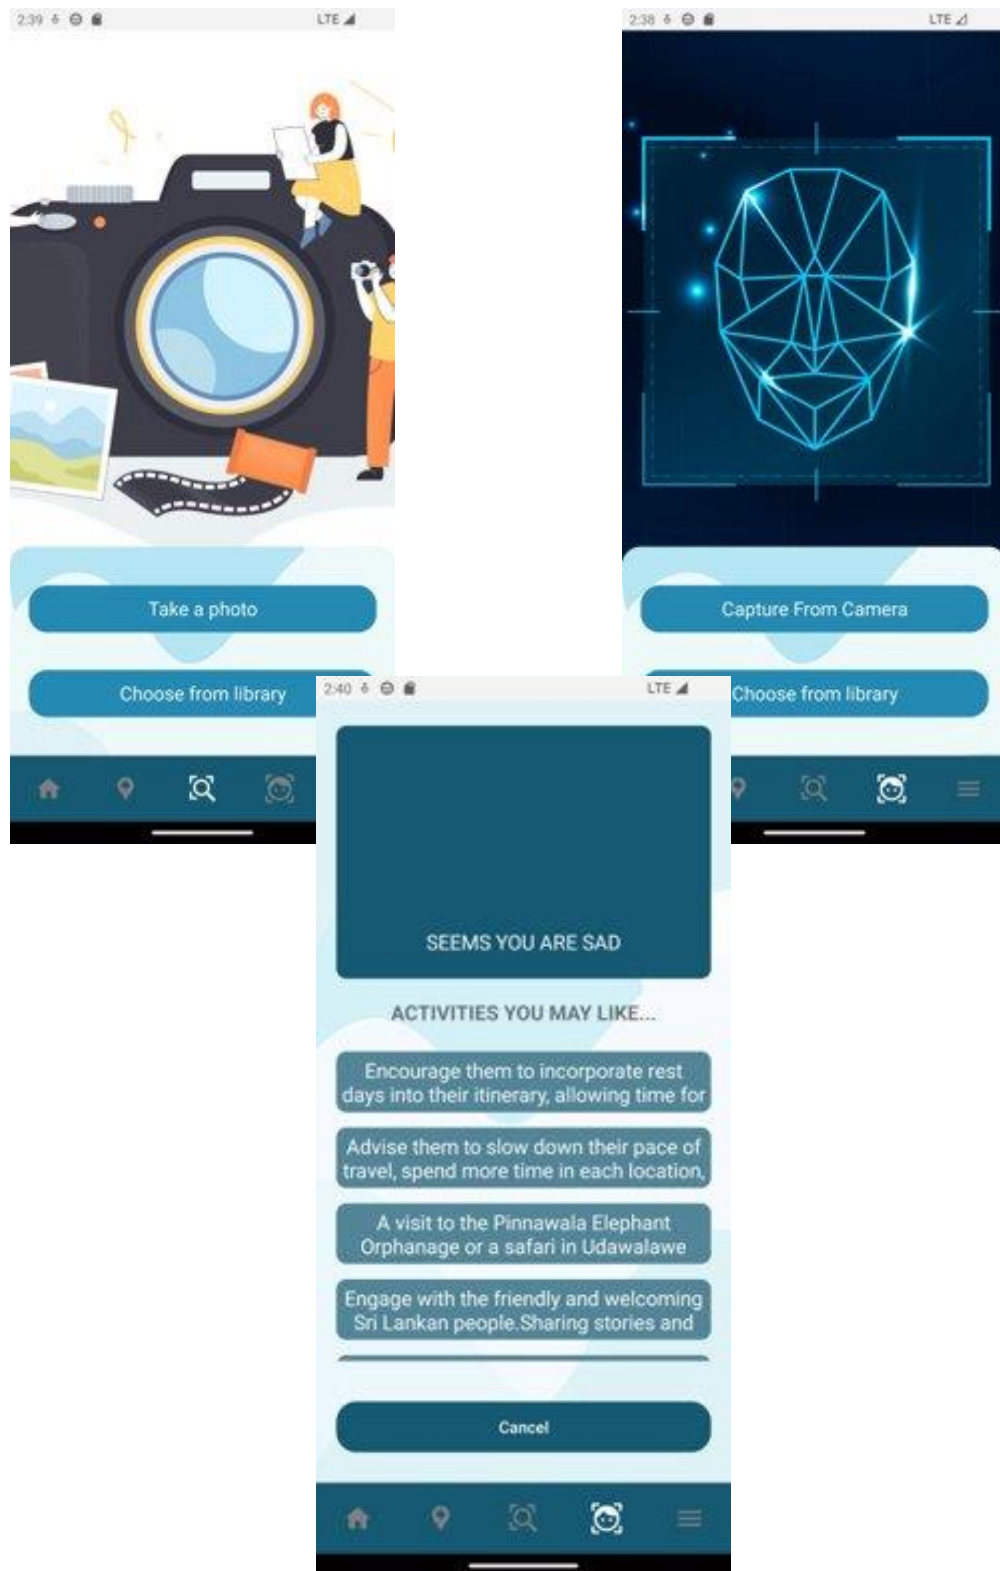 2:39
LTE
Take a photo
Choose from library
2:38
LTE
Capture From Camera
Choose from library
2:40
LTE
SEEMS YOU ARE SAD
ACTIVITIES YOU MAY LIKE...
Encourage them to incorporate rest
days into their itinerary, allowing time for
Advise them to slow down their pace of
travel, spend more time in each location,
A visit to the Pinnawala Elephant
Orphanage or a safari in Udawalawe
Engage with the friendly and welcoming
Sri Lankan people.Sharing stories and
Cancel